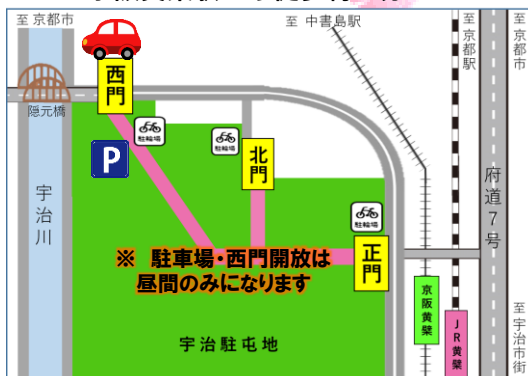 至 京都市
至 中書島駅
至京都駅
至京都市
西門
隠元橋
駐輪場
駐輪場
P
北門
宇治川
府道7号
正門
※ 駐車場・西門開放は
昼間のみになります
京阪黄檗
JR黄檗
宇治駐屯地
至宇治市街